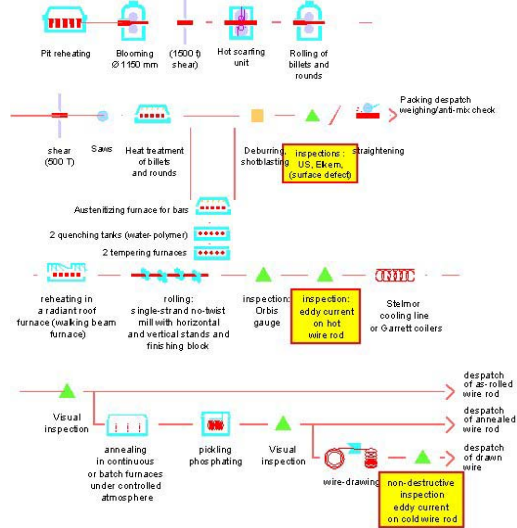 Pit reheating
Blooming
Ø 1150 mm
(1500 t)
shear)
Hot scarfing
unit
Rolling of
billets and
rounds
Packing despatch
weighing/anti-mix check
shear
(500 T)
Saws
Heat treatment
of billets
and rounds
Deburring,
shotblasting
inspections :
US, Elkem,
(surface defect)
straightening
Austenitizing furnace for bars
2 quenching tanks (water-polymer)
2 tempering furnaces
reheating in
a radiant roof
furnace (walking beam
furnace)
rolling:
single-strand no-twist
mill with horizontal
and vertical stands and
finishing block
inspection:
Orbis
gauge
inspection:
eddy current
on hot
wire rod
Stelmor
cooling line
or Garrett coilers
despatch
of as-rolled
wire rod
Visual
inspection
despatch
of annealed
wire rod
annealing
in continuous
or batch furnaces
under controlled
atmosphere
pickling
phosphating
Visual
inspection
wire-drawing
despatch
of drawn
wire
non-destructive
inspection
eddy current
on cold wire rod